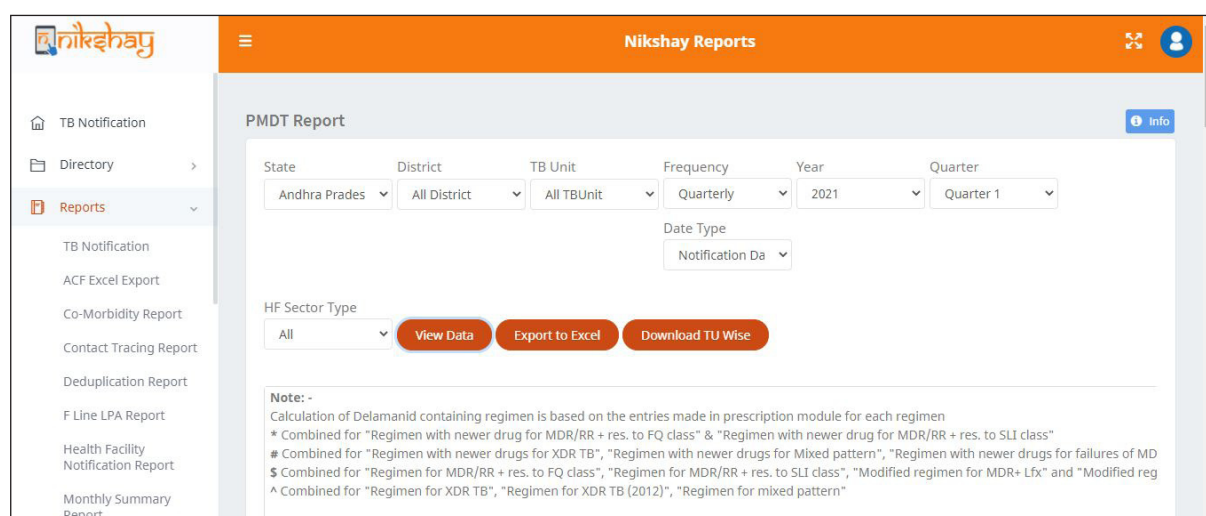 nikshay
Nikshay Reports
TB Notification
Directory
Reports
TB Notification
ACF Excel Export
Co-Morbidity Report
Contact Tracing Report
Deduplication Report
F Line LPA Report
Health Facility
Notification Report
Monthly Summary
Report
PMDT Report
Info
State District TB Unit Frequency Year Quarter
Andhra Prades All District All TBUnit Quarterly 2021 Quarter 1
Date Type
Notification Da
HF Sector Type
All View Data Export to Excel Download TU Wise
Note: -
Calculation of Delamanid containing regimen is based on the entries made in prescription module for each regimen
* Combined for "Regimen with newer drug for MDR/RR + res. to FQ class" & "Regimen with newer drug for MDR/RR + res. to SLI class"
# Combined for "Regimen with newer drugs for XDR TB", "Regimen with newer drugs for Mixed pattern", "Regimen with newer drugs for failures of MD
$ Combined for "Regimen for MDR/RR + res. to FQ class", "Regimen for MDR/RR + res. to SLI class", "Modified regimen for MDR+ Lfx" and "Modified reg
^ Combined for "Regimen for XDR TB", "Regimen for XDR TB (2012)", "Regimen for mixed pattern"